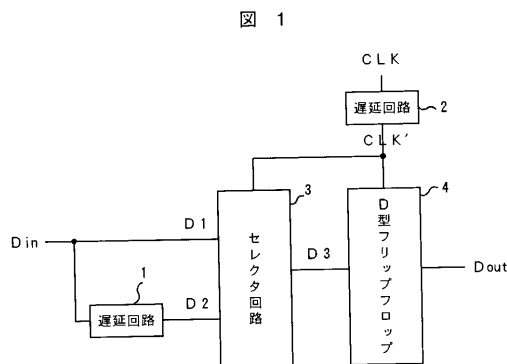 図 1
CLK
遅延回路
2
CLK′
3
4
Din
D1
セレクタ回路
D3
D型フリップフロップ
Dout
1
遅延回路
D2